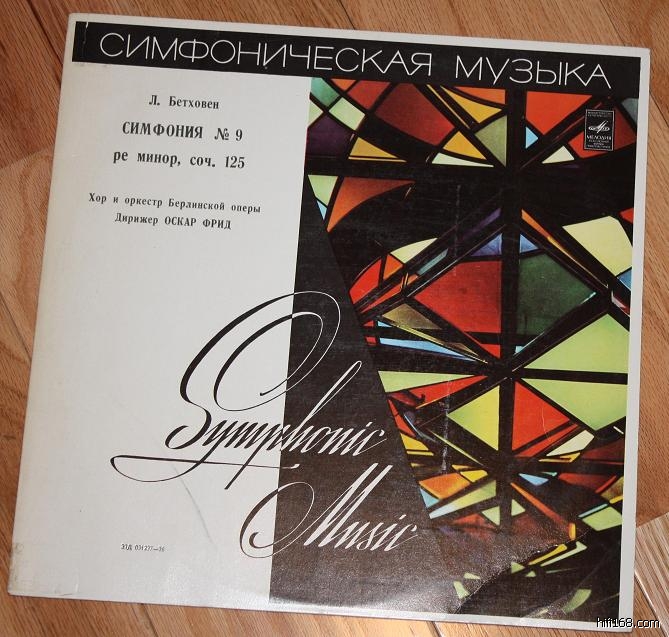 СИМФОНИЧЕСКАЯ МУЗЫКА
Л. Бетховен
СИМФОНИЯ № 9
ре минор, соч. 125
Хор и оркестр Берлинской оперы
Дирижер ОСКАР ФРИД
МЕЛОДИЯ
Symphonic
Music
hifi168.com